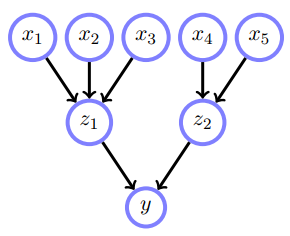 x₁ x₂ x₃ x₄ x₅
z₁ z₂
y